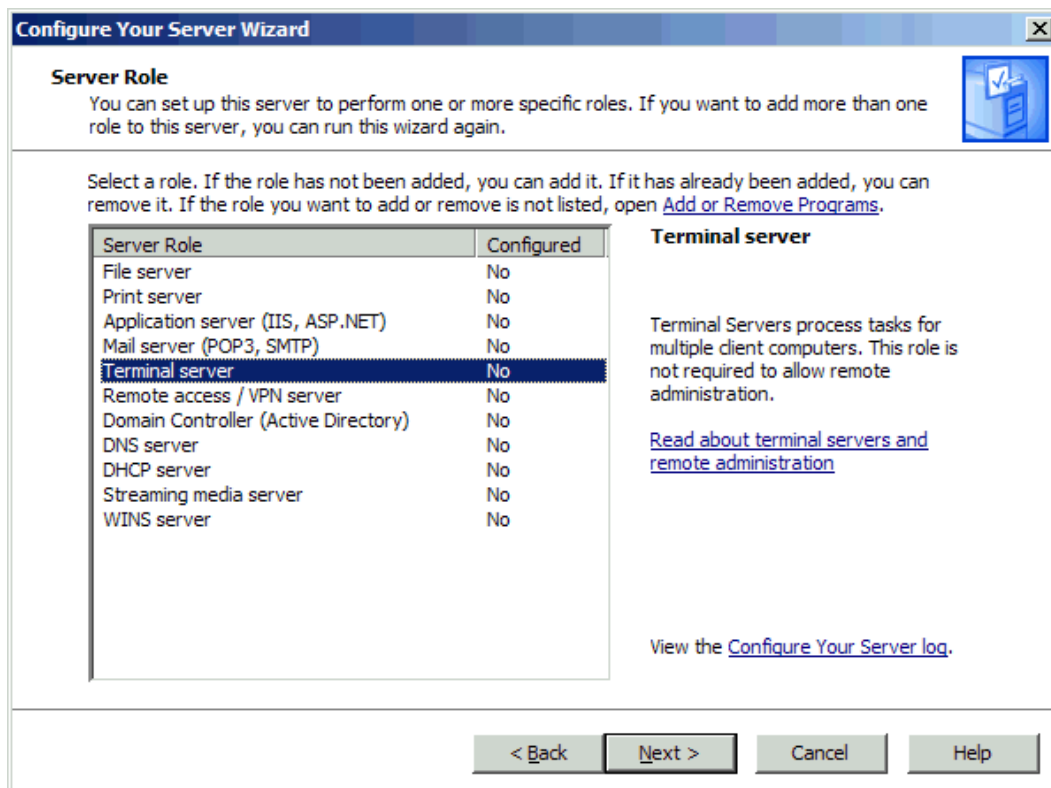 Configure Your Server Wizard
Server Role
You can set up this server to perform one or more specific roles. If you want to add more than one
role to this server, you can run this wizard again.
Select a role. If the role has not been added, you can add it. If it has already been added, you can
remove it. If the role you want to add or remove is not listed, open Add or Remove Programs.
Server Role Configured
File server No
Print server No
Application server (IIS, ASP.NET) No
Mail server (POP3, SMTP) No
Terminal server No
Remote access / VPN server No
Domain Controller (Active Directory) No
DNS server No
DHCP server No
Streaming media server No
WINS server No
Terminal server
Terminal Servers process tasks for
multiple client computers. This role is
not required to allow remote
administration.
Read about terminal servers and
remote administration
View the Configure Your Server log.
< Back
Next >
Cancel
Help